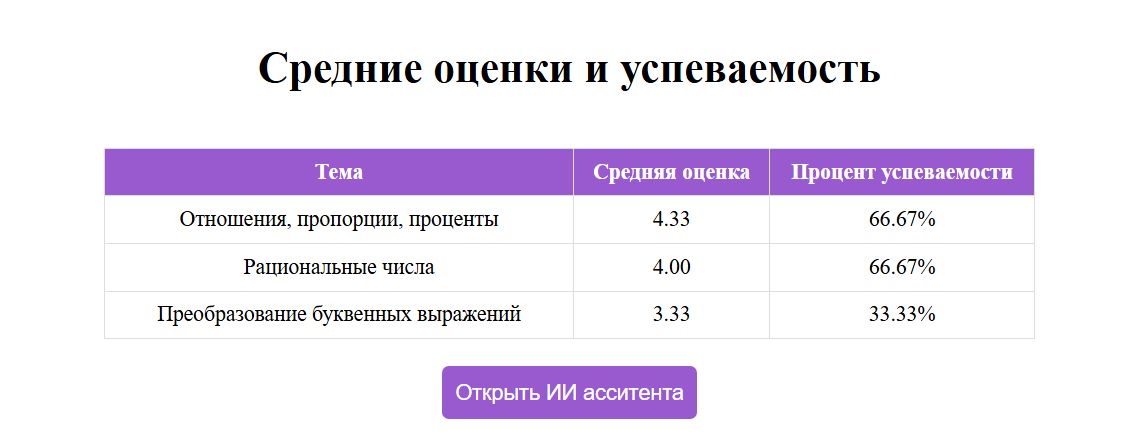 Средние оценки и успеваемость
Тема Средняя оценка Процент успеваемости
Отношения, пропорции, проценты 4.33 66.67%
Рациональные числа 4.00 66.67%
Преобразование буквенных выражений 3.33 33.33%
Открыть ИИ асситента